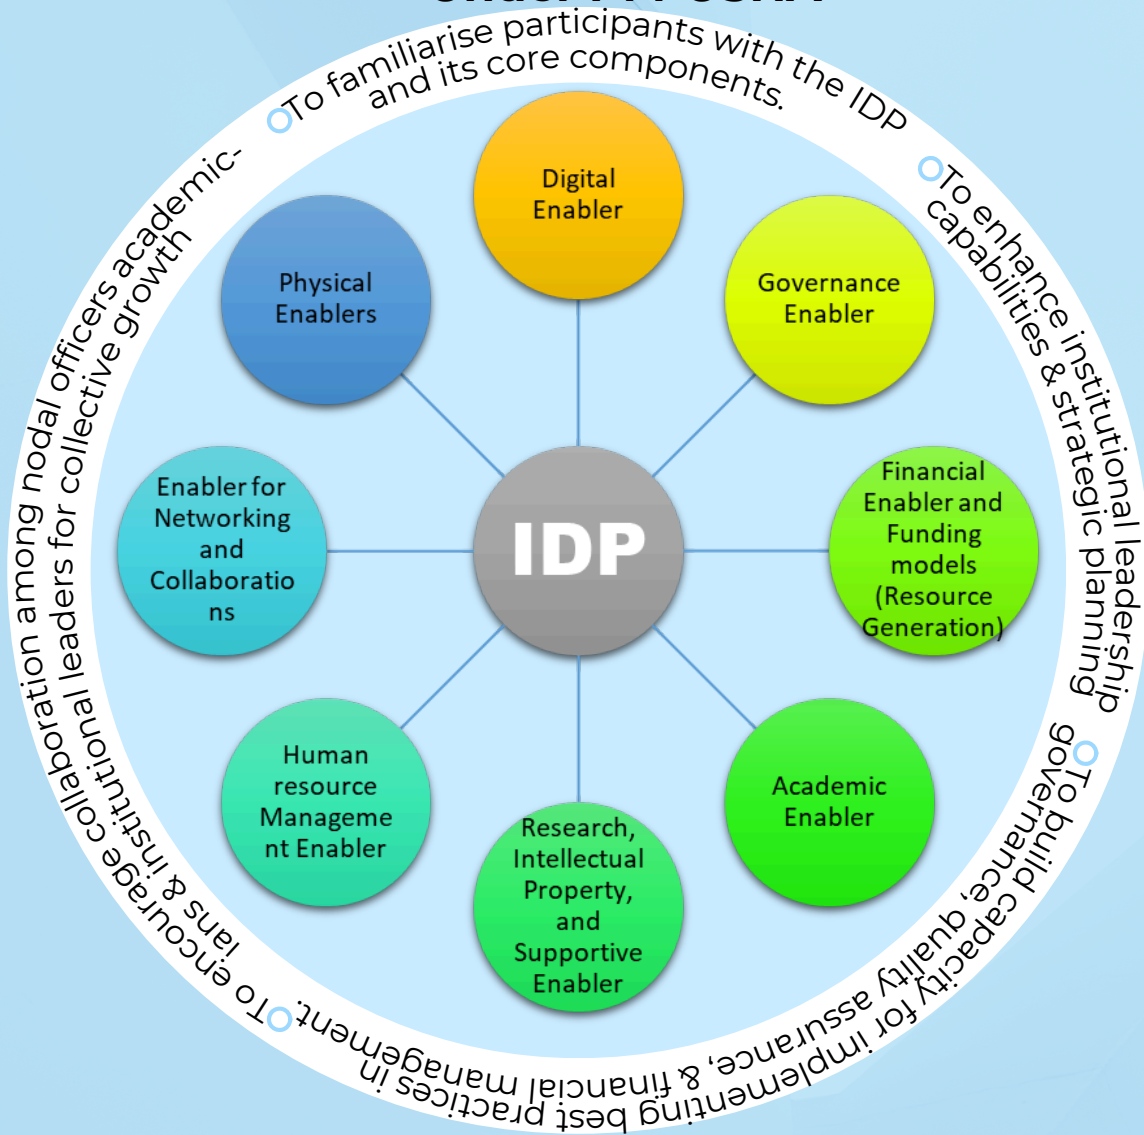 To familiarise participants with the IDP
and its core components.
To enhance institutional leadership
capabilities & strategic planning
To build capacity for implementing best practices in
governance, quality assurance, & financial management.
To encourage collaboration among nodal officers academic-
ians & institutional leaders for collective growth
Digital
Enabler
Governance
Enabler
Financial
Enabler and
Funding
models
(Resource
Generation)
Academic
Enabler
Research,
Intellectual
Property,
and
Supportive
Enabler
Human
resource
Manageme
nt Enabler
Enabler for
Networking
and
Collaboratio
ns
Physical
Enablers
IDP